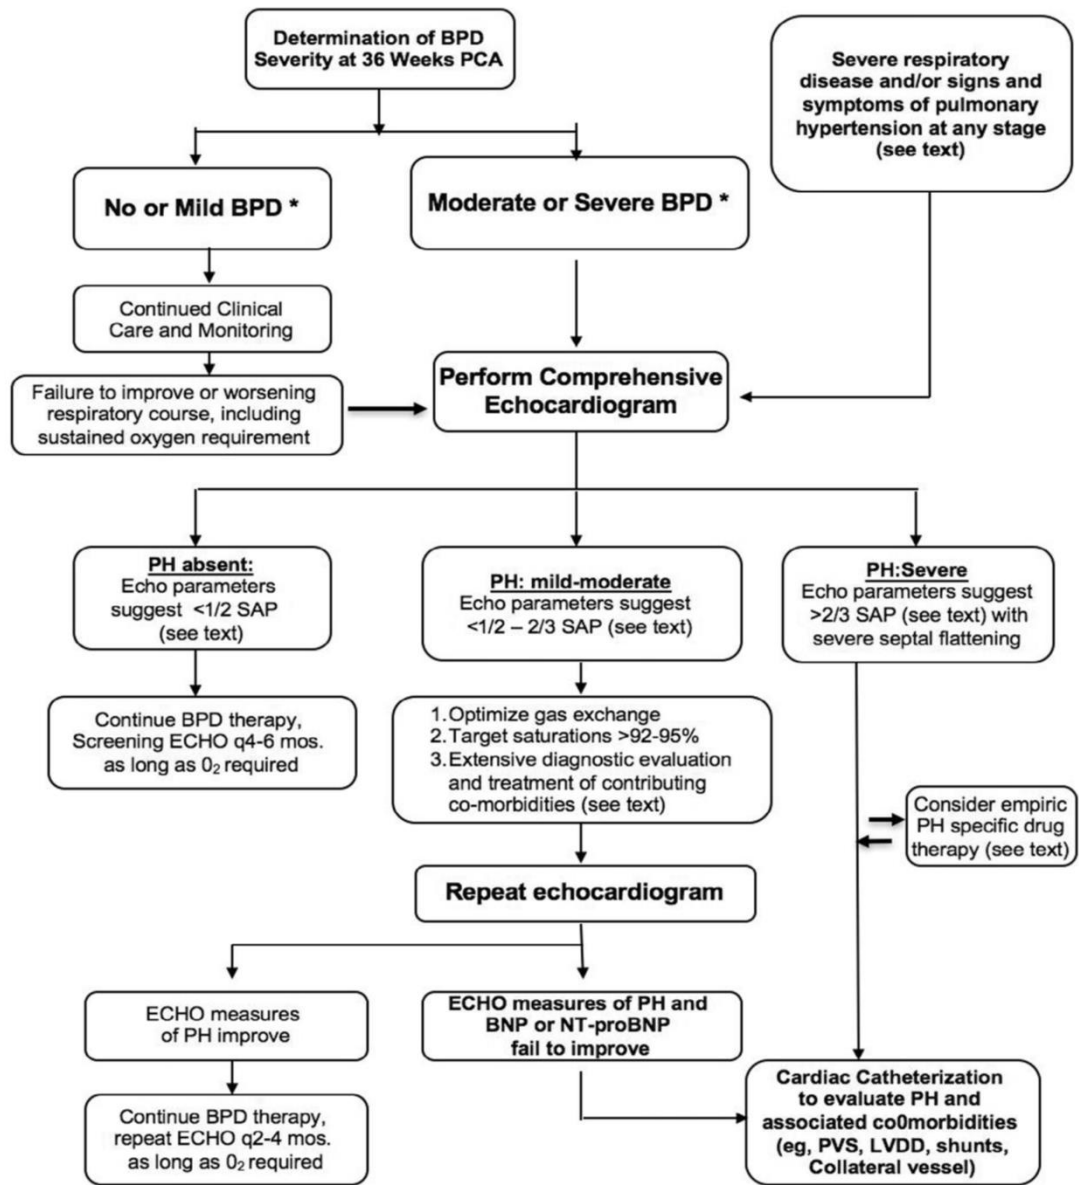 Determination of BPD
Severity at 36 Weeks PCA
Severe respiratory
disease and/or signs and
symptoms of pulmonary
hypertension at any stage
(see text)
No or Mild BPD *
Moderate or Severe BPD *
Continued Clinical
Care and Monitoring
Failure to improve or worsening
respiratory course, including
sustained oxygen requirement
Perform Comprehensive
Echocardiogram
PH absent:
Echo parameters
suggest <1/2 SAP
(see text)
PH: mild-moderate
Echo parameters suggest
<1/2 – 2/3 SAP (see text)
PH:Severe
Echo parameters suggest
>2/3 SAP (see text) with
severe septal flattening
Continue BPD therapy,
Screening ECHO q4-6 mos.
as long as 0₂ required
1. Optimize gas exchange
2. Target saturations >92-95%
3. Extensive diagnostic evaluation
and treatment of contributing
co-morbidities (see text)
Consider empiric
PH specific drug
therapy (see text)
Repeat echocardiogram
ECHO measures
of PH improve
ECHO measures of PH and
BNP or NT-proBNP
fail to improve
Continue BPD therapy,
repeat ECHO q2-4 mos.
as long as 0₂ required
Cardiac Catheterization
to evaluate PH and
associated co0morbidities
(eg, PVS, LVDD, shunts,
Collateral vessel)